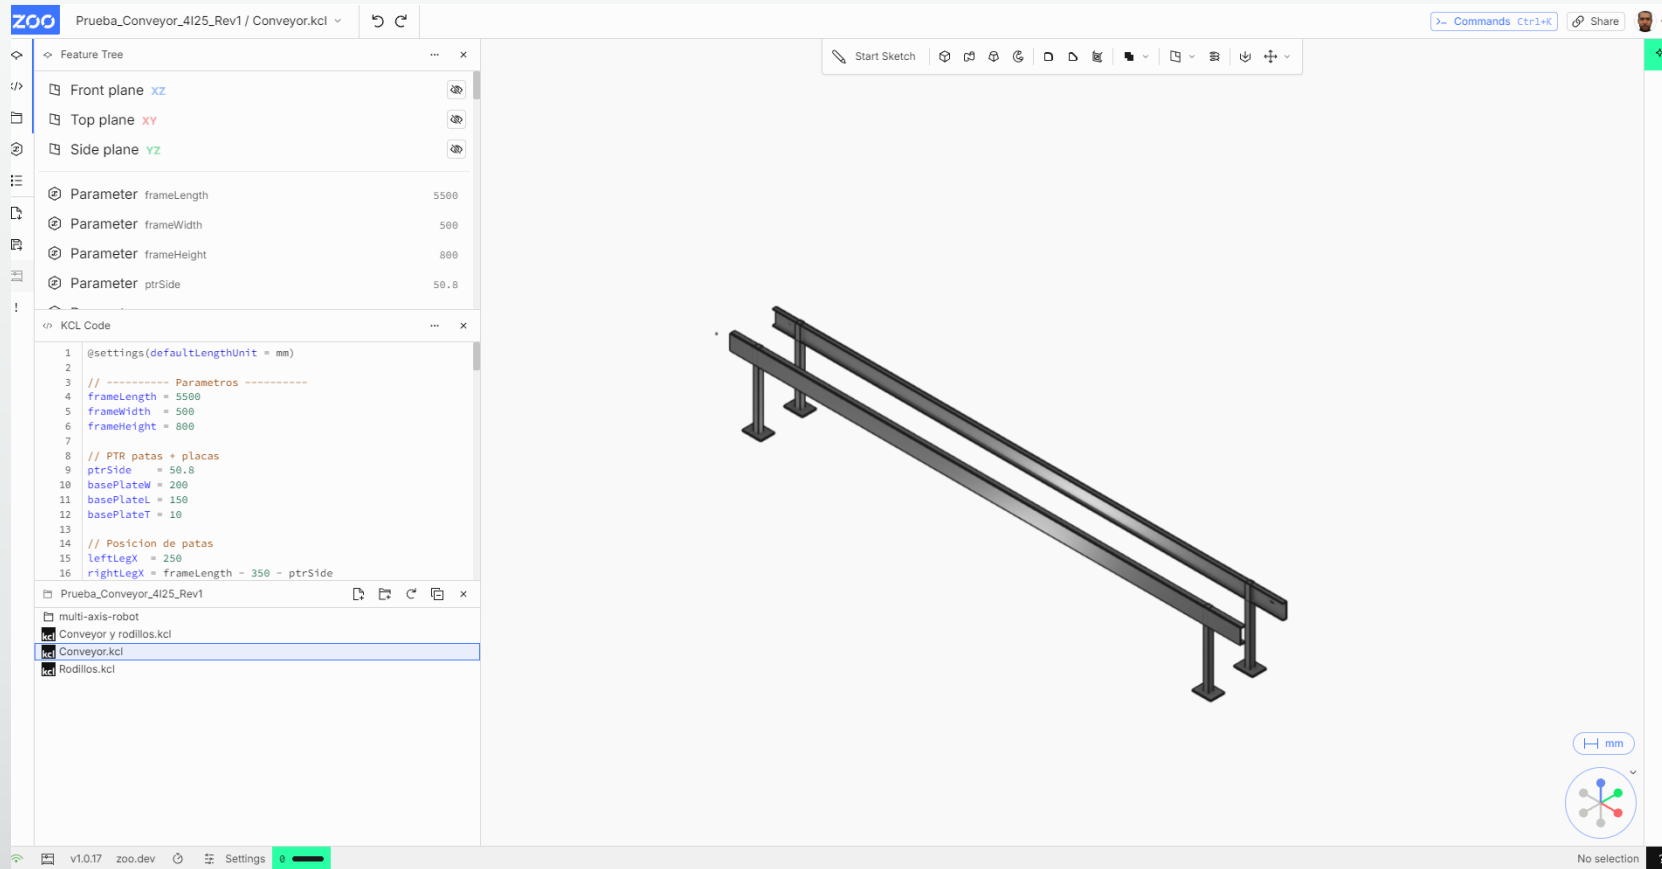 ZOO
Prueba_Conveyor_4I25_Rev1 / Conveyor.kcl
Commands Ctrl+K
Share
Feature Tree
Start Sketch
Front plane XZ
Top plane XY
Side plane YZ
Parameter frameLength 5500
Parameter frameWidth 500
Parameter frameHeight 800
Parameter ptrSide 50.8
KCL Code
1 @settings(defaultLengthUnit = mm)
2
3 // ---------- Parametros ----------
4 frameLength = 5500
5 frameWidth  = 500
6 frameHeight = 800
7
8 // PTR patas + placas
9 ptrSide    = 50.8
10 basePlateW = 200
11 basePlateL = 150
12 basePlateT = 10
13
14 // Posicion de patas
15 leftLegX  = 250
16 rightLegX = frameLength - 350 - ptrSide
Prueba_Conveyor_4I25_Rev1
multi-axis-robot
kcl Conveyor y rodillos.kcl
kcl Conveyor.kcl
kcl Rodillos.kcl
mm
v1.0.17 zoo.dev Settings 0
No selection